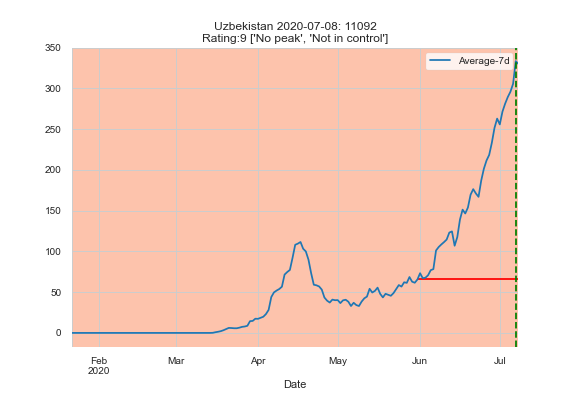 Uzbekistan 2020-07-08: 11092
Rating:9 ['No peak', 'Not in control']
Average-7d
350
300
250
200
150
100
50
0
Feb
2020
Mar
Apr
May
Jun
Jul
Date